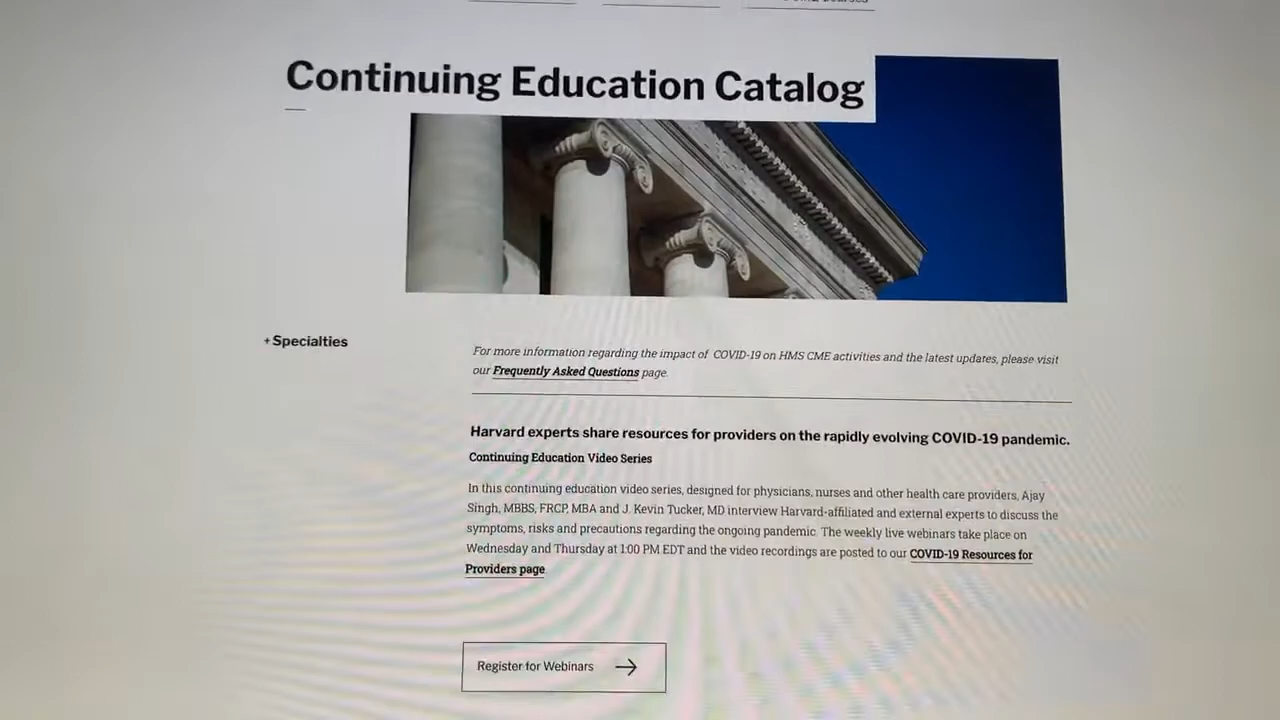 Continuing Education Catalog
+Specialties
For more information regarding the impact of COVID-19 on HMS CME activities and the latest updates, please visit
our Frequently Asked Questions page.
Harvard experts share resources for providers on the rapidly evolving COVID-19 pandemic.
Continuing Education Video Series
In this continuing education video series, designed for physicians, nurses and other health care providers, Ajay
Singh, MBBS, FRCP, MBA and J. Kevin Tucker, MD interview Harvard-affiliated and external experts to discuss the
symptoms, risks and precautions regarding the ongoing pandemic. The weekly live webinars take place on
Wednesday and Thursday at 1:00 PM EDT and the video recordings are posted to our COVID-19 Resources for
Providers page.
Register for Webinars